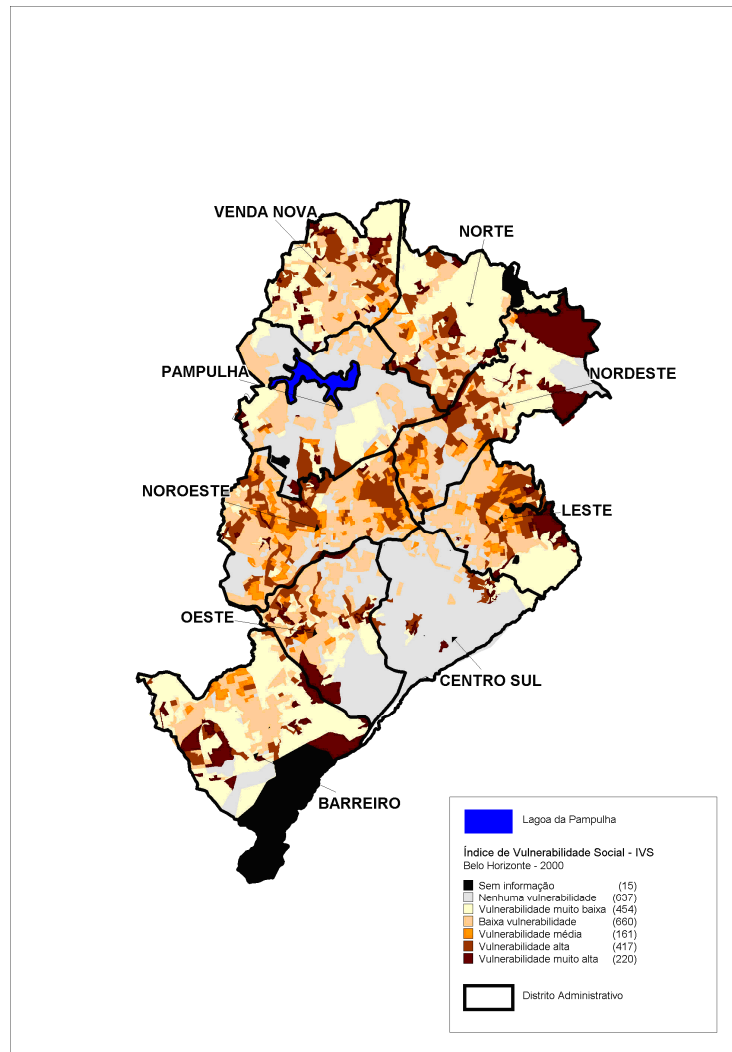 VENDA NOVA
NORTE
PAMPULHA
NORDESTE
NOROESTE
LESTE
OESTE
CENTRO SUL
BARREIRO
Lagoa da Pampulha
Índice de Vulnerabilidade Social - IVS
Belo Horizonte - 2000
Sem informação (15)
Nenhuma vulnerabilidade (637)
Vulnerabilidade muito baixa (454)
Baixa vulnerabilidade (660)
Vulnerabilidade média (161)
Vulnerabilidade alta (417)
Vulnerabilidade muito alta (220)
Distrito Administrativo